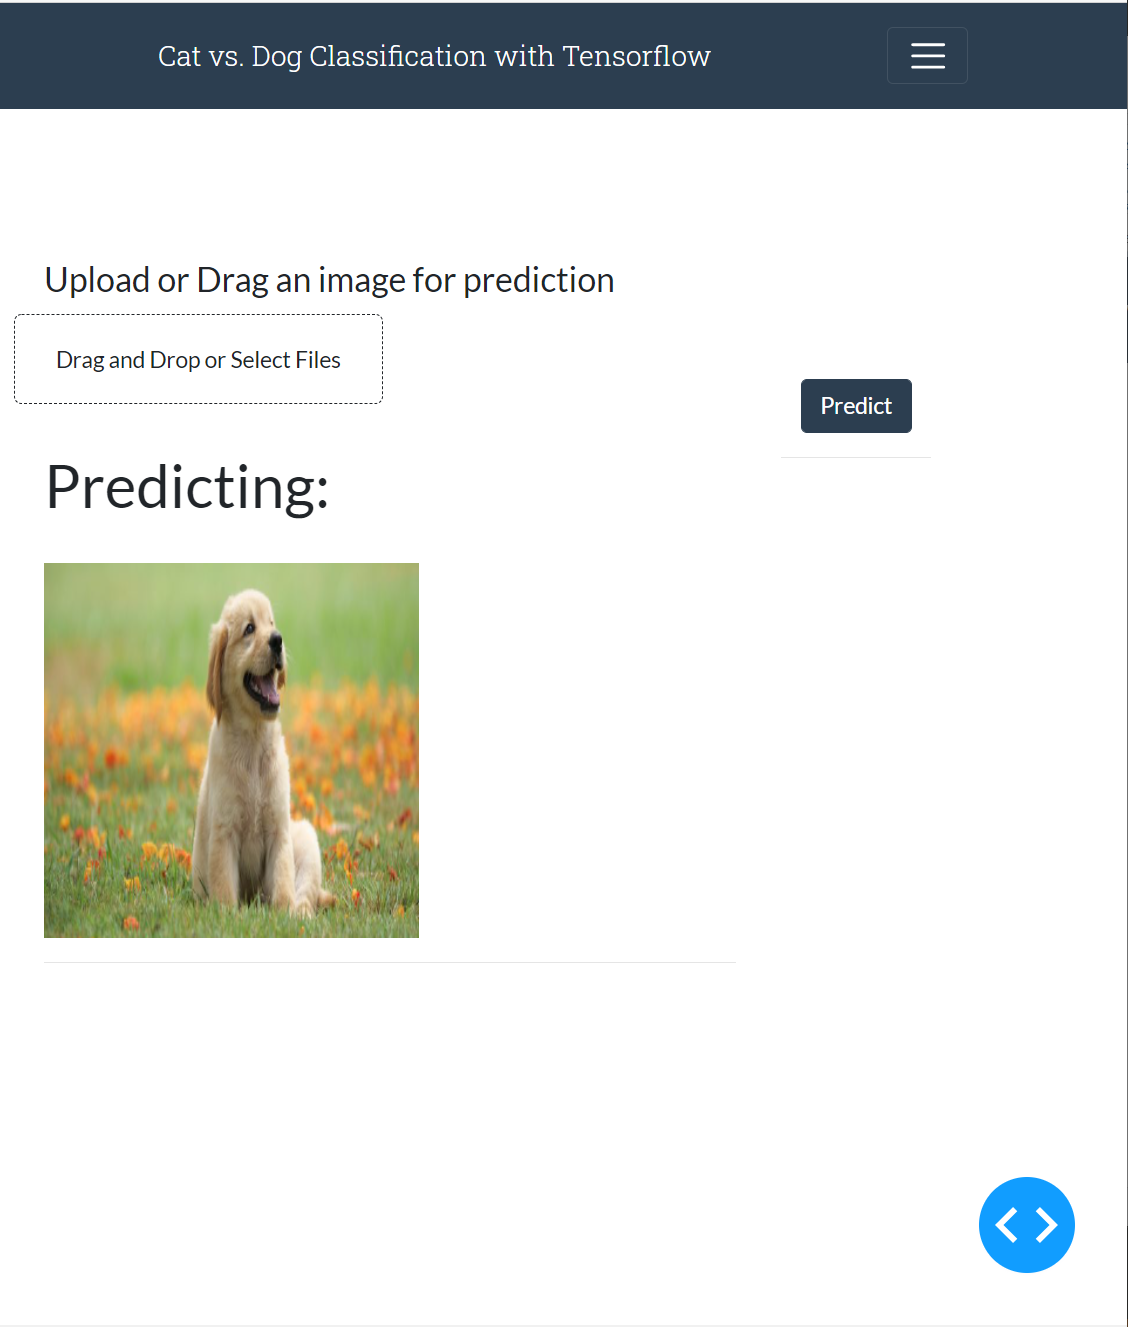 Cat vs. Dog Classification with Tensorflow
Upload or Drag an image for prediction
Drag and Drop or Select Files
Predict
Predicting: